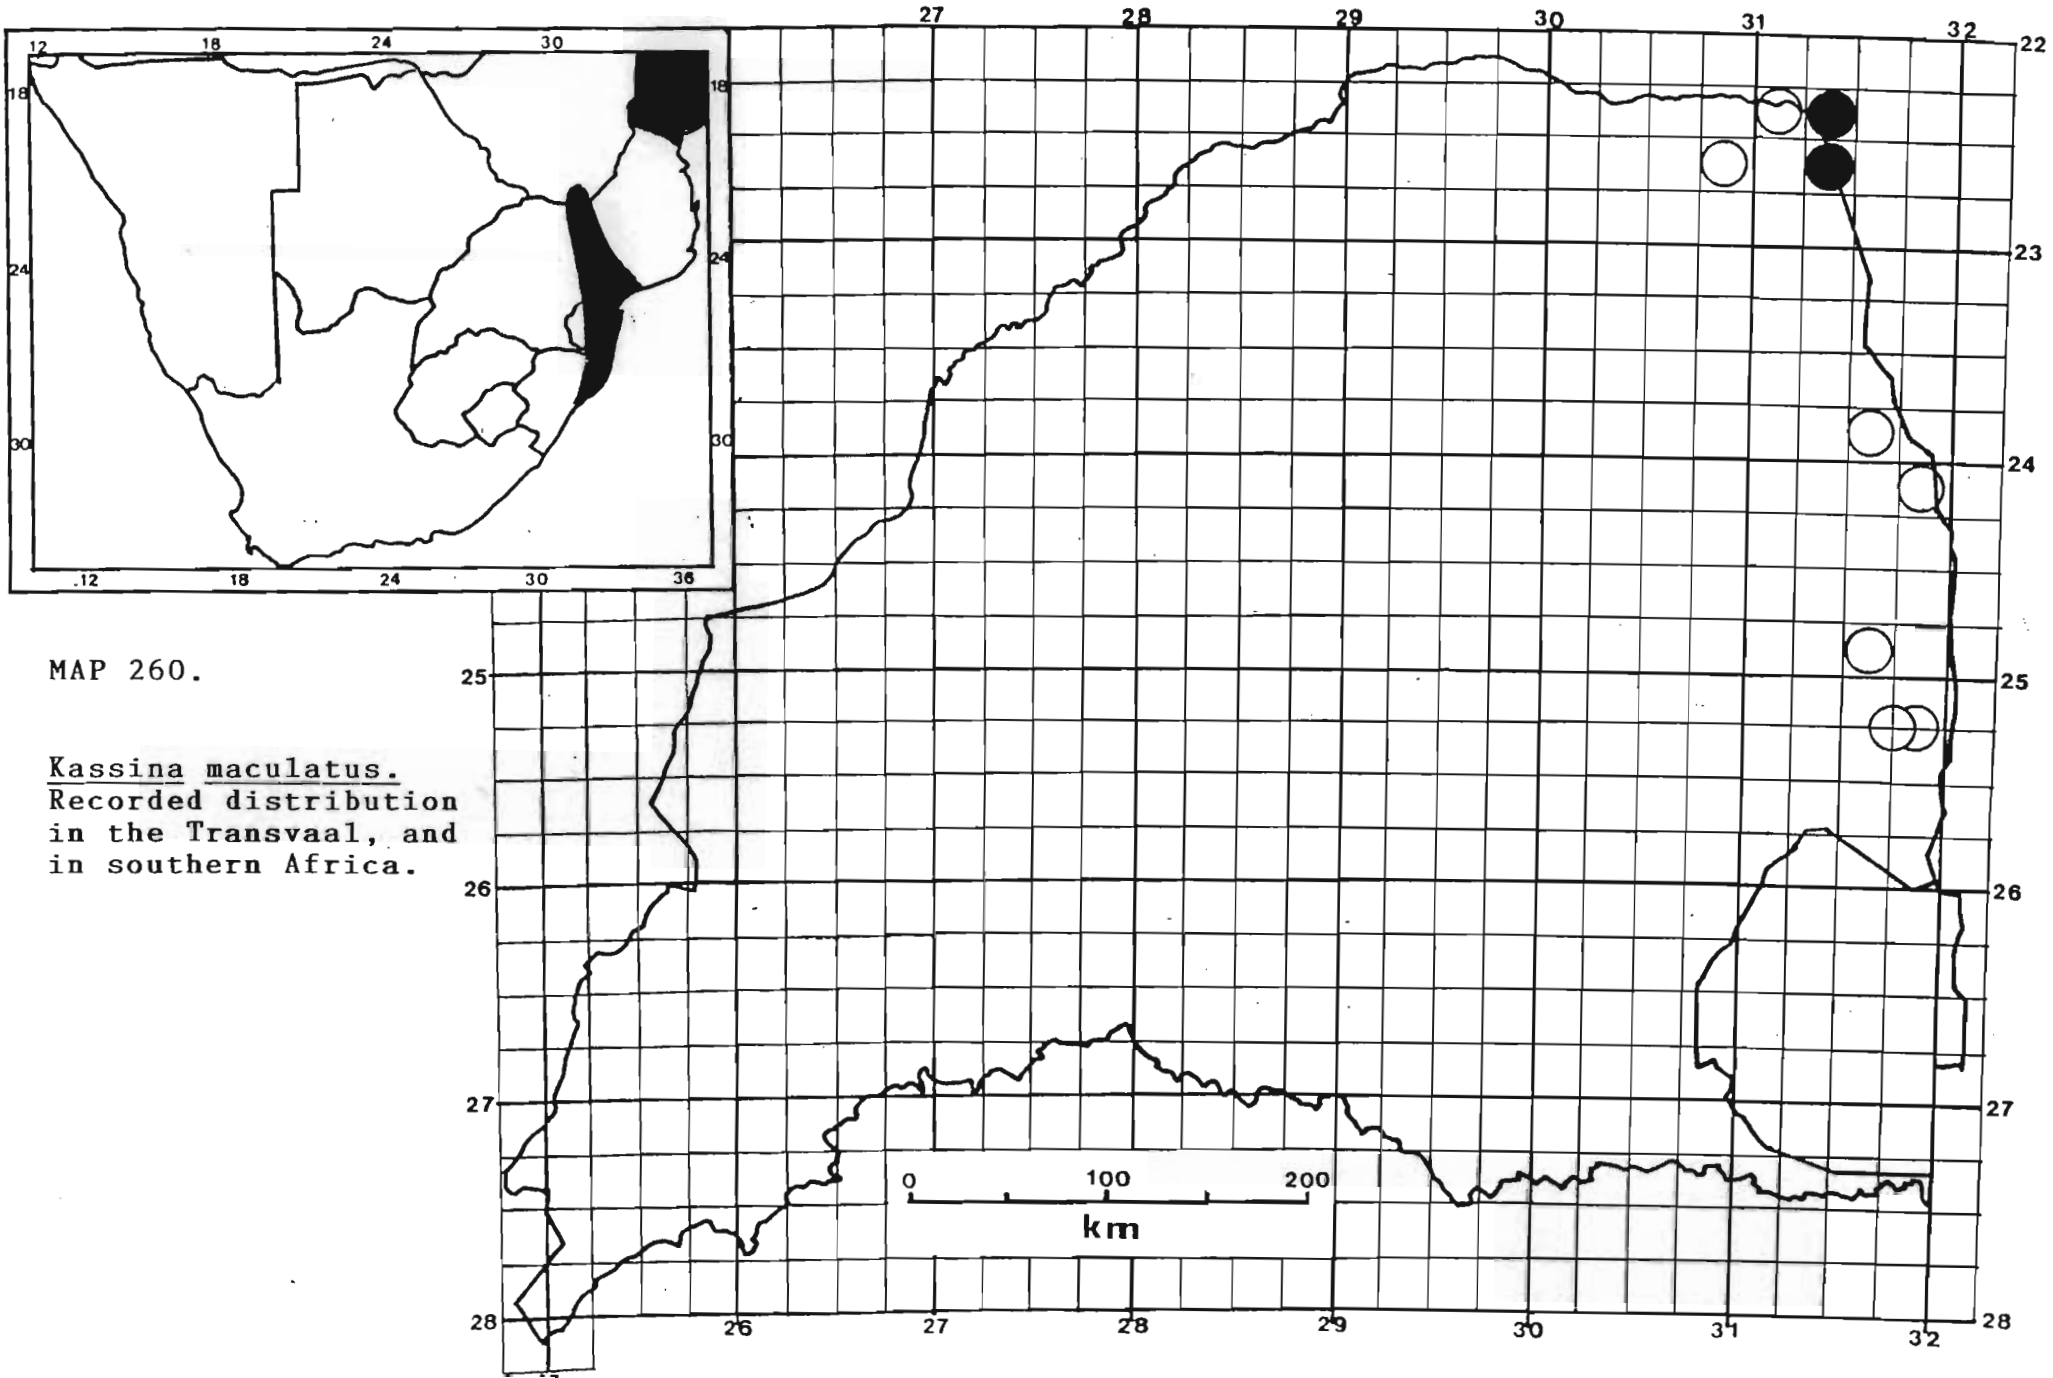 27 28 29 30 31 32 22
12 18 24 30
18 18
24 24
30 30
.12 18 24 30 36
23
24
MAP 260.
25 25
Kassina maculatus.
Recorded distribution
in the Transvaal, and
in southern Africa.
26 26
27 27
0 100 200
km
28 28
26 27 28 29 30 31 32